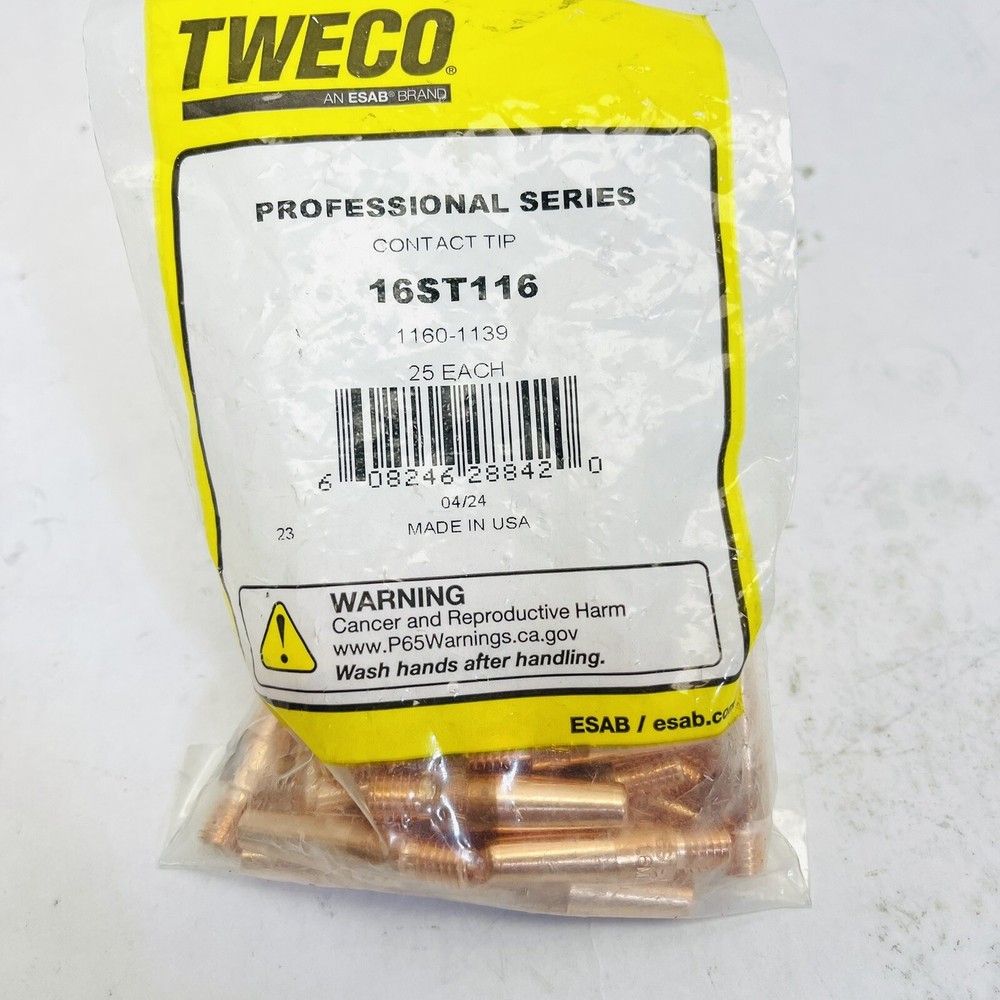 TWECO®
AN ESAB® BRAND
PROFESSIONAL SERIES
CONTACT TIP
16ST116
1160-1139
25 EACH
6 08246 28842 0
04/24
23 MADE IN USA
WARNING
Cancer and Reproductive Harm
www.P65Warnings.ca.gov
Wash hands after handling.
ESAB / esab.com